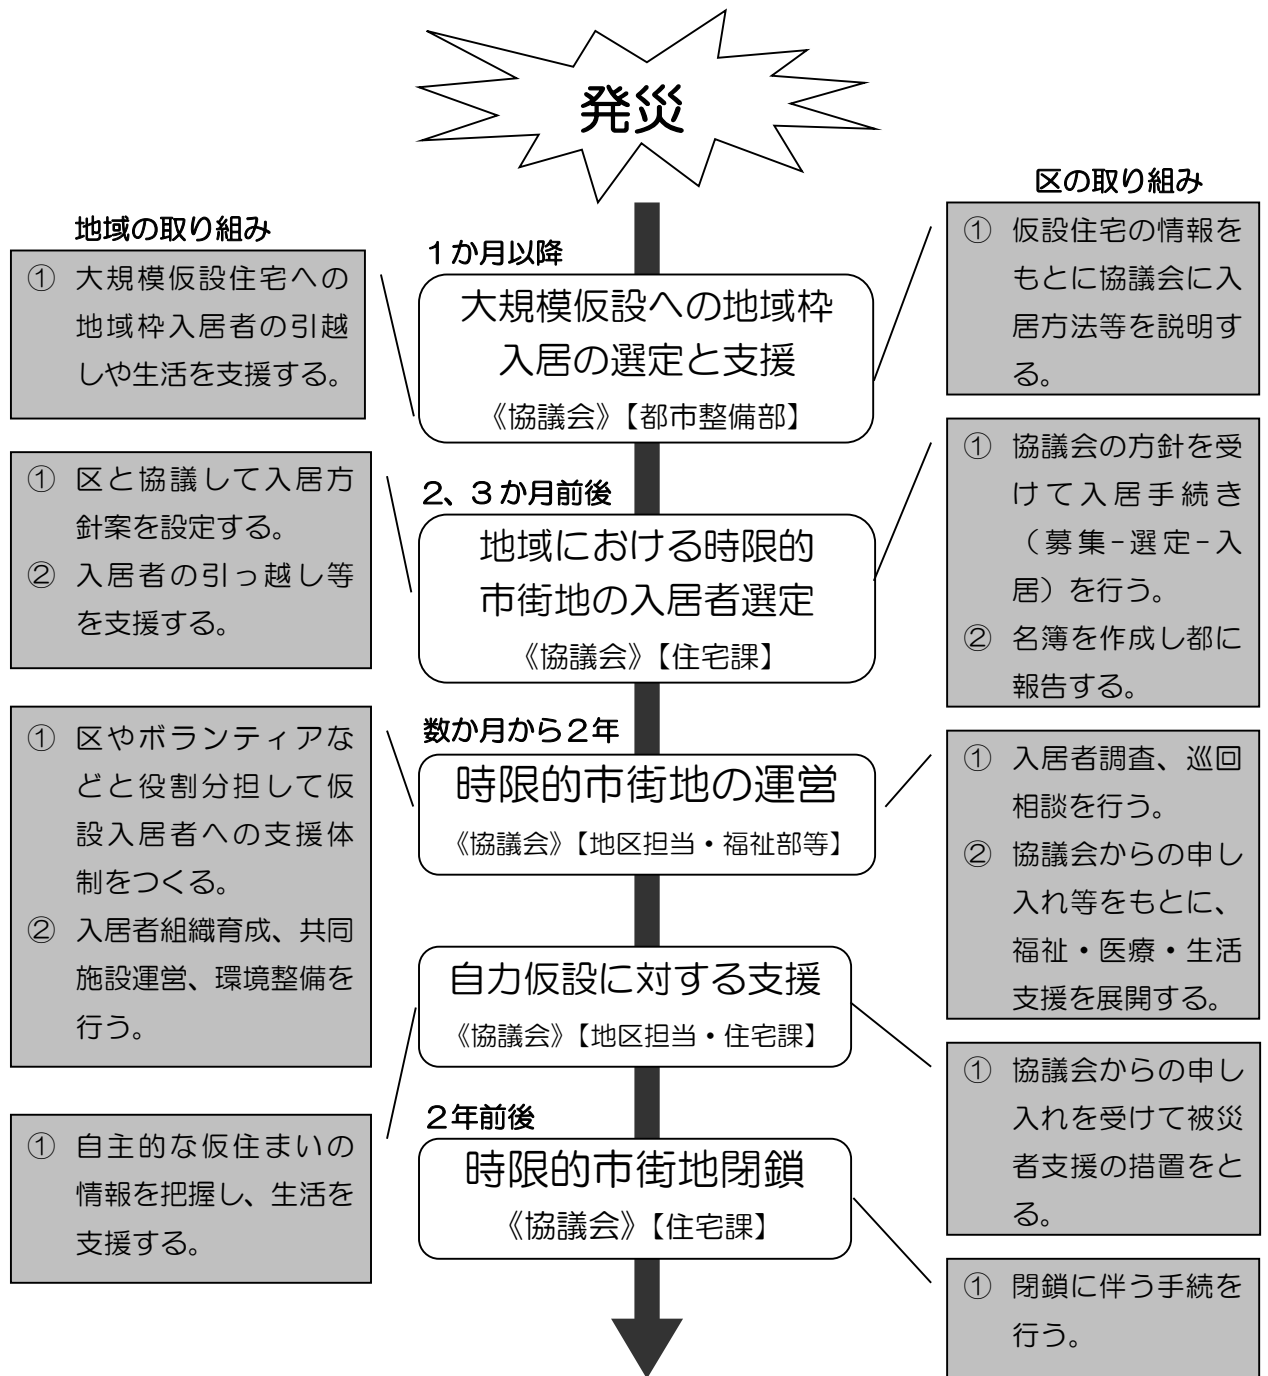 発災
区の取り組み
地域の取り組み
1か月以降
大規模仮設への地域枠
入居の選定と支援
《協議会》【都市整備部】
① 大規模仮設住宅への
地域枠入居者の引越
しや生活を支援する。
① 仮設住宅の情報を
もとに協議会に入
居方法等を説明す
る。
2、3か月前後
地域における時限的
市街地の入居者選定
《協議会》【住宅課】
① 区と協議して入居方
針案を設定する。
② 入居者の引っ越し等
を支援する。
① 協議会の方針を受
けて入居手続き
（募集-選定-入
居）を行う。
② 名簿を作成し都に
報告する。
数か月から2年
時限的市街地の運営
《協議会》【地区担当・福祉部等】
① 区やボランティアな
どと役割分担して仮
設入居者への支援体
制をつくる。
② 入居者組織育成、共同
施設運営、環境整備を
行う。
① 入居者調査、巡回
相談を行う。
② 協議会からの申し
入れ等をもとに、
福祉・医療・生活
支援を展開する。
自力仮設に対する支援
《協議会》【地区担当・住宅課】
① 自主的な仮住まいの
情報を把握し、生活を
支援する。
① 協議会からの申し
入れを受けて被災
者支援の措置をと
る。
2年前後
時限的市街地閉鎖
《協議会》【住宅課】
① 閉鎖に伴う手続を
行う。